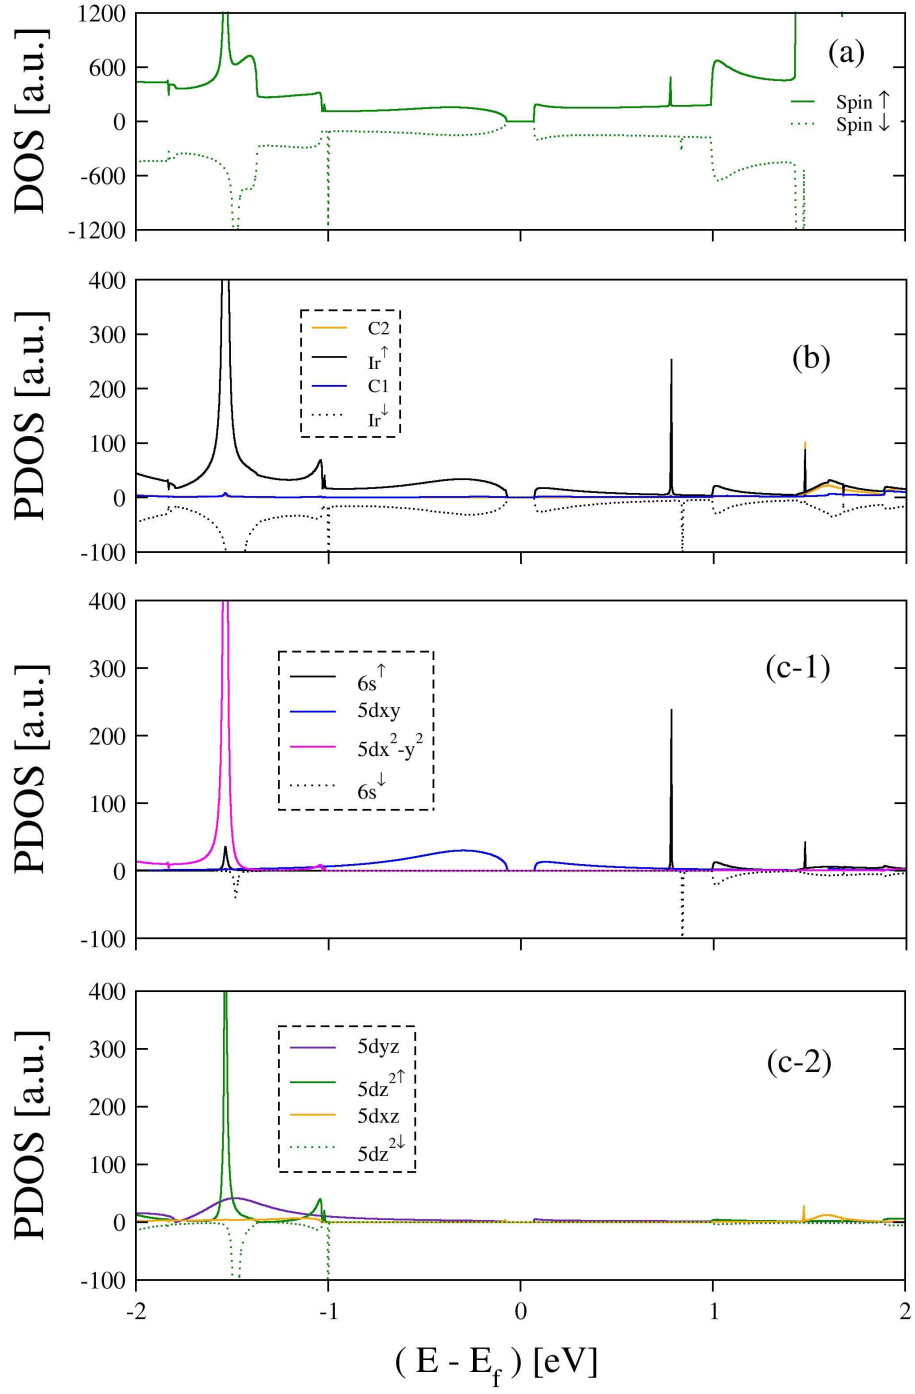 DOS [a.u.]
1200
600
0
-600
-1200
(a)
Spin ↑
Spin ↓
PDOS [a.u.]
400
300
200
100
0
-100
(b)
C2
Ir↑
C1
Ir↓
PDOS [a.u.]
400
300
200
100
0
-100
(c-1)
6s↑
5dxy
5dx²-y²
6s↓
PDOS [a.u.]
400
300
200
100
0
-100
(c-2)
5dyz
5dz²↑
5dxz
5dz²↓
-2 -1 0 1 2
( E - E_f ) [eV]